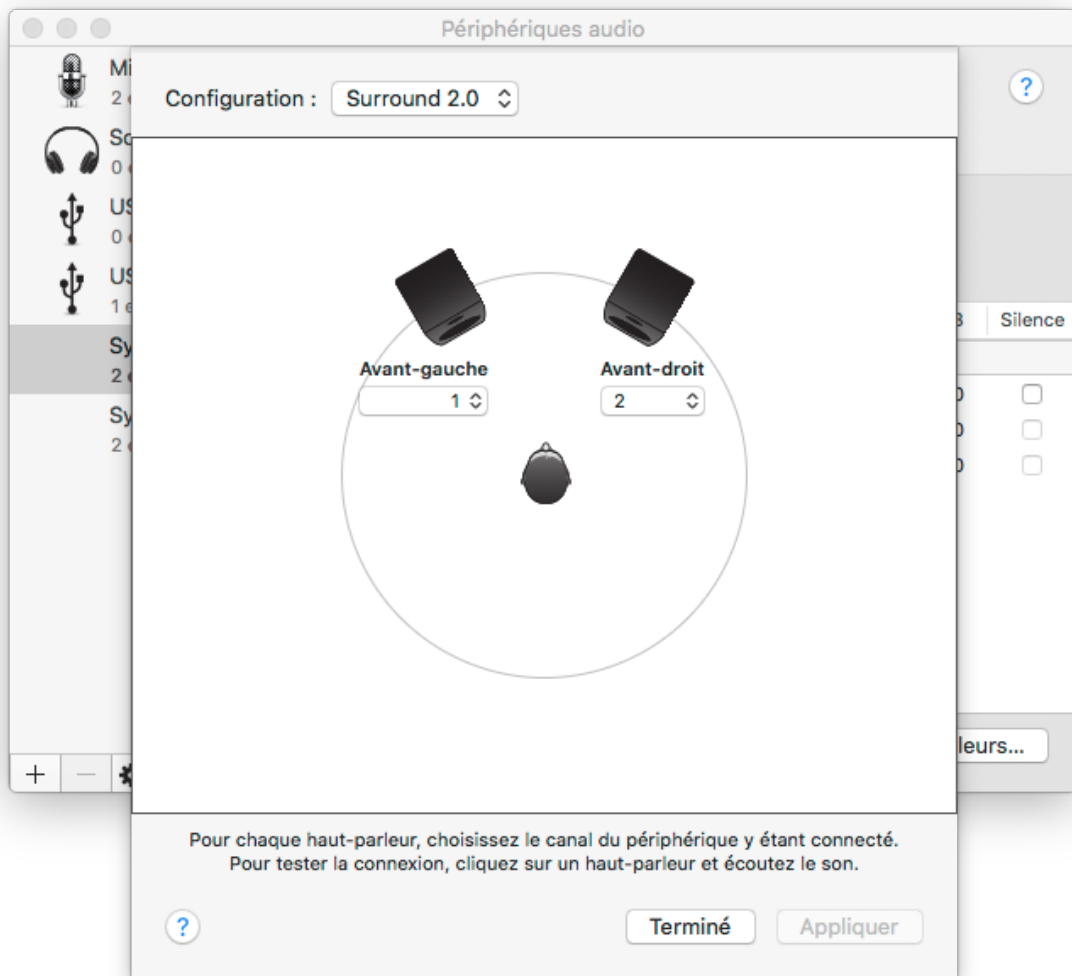 Périphériques audio
Configuration :
Surround 2.0
Avant-gauche
Avant-droit
1
2
Silence
leurs...
Pour chaque haut-parleur, choisissez le canal du périphérique y étant connecté.
Pour tester la connexion, cliquez sur un haut-parleur et écoutez le son.
?
Terminé
Appliquer